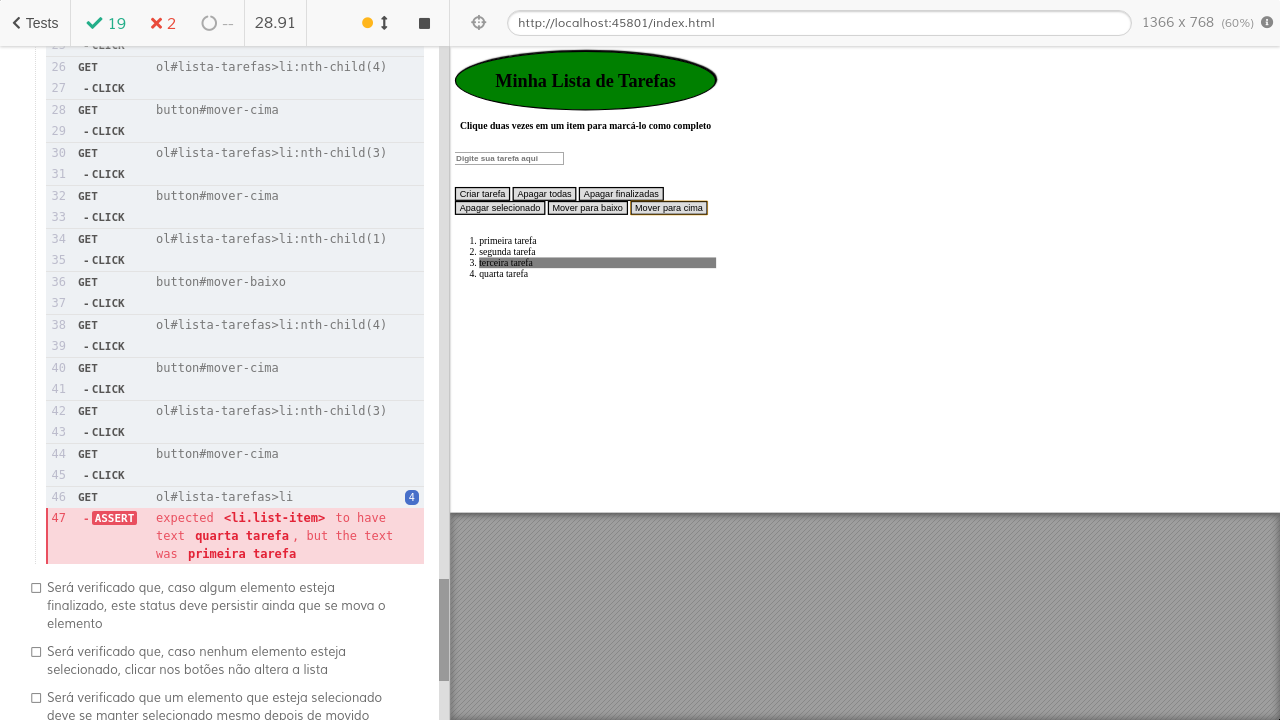 Tests
19
2
--
28.91
http://localhost:45801/index.html
1366 x 768 (60%)
25 -CLICK
26 GET ol#lista-tarefas>li:nth-child(4)
27 -CLICK
28 GET button#mover-cima
29 -CLICK
30 GET ol#lista-tarefas>li:nth-child(3)
31 -CLICK
32 GET button#mover-cima
33 -CLICK
34 GET ol#lista-tarefas>li:nth-child(1)
35 -CLICK
36 GET button#mover-baixo
37 -CLICK
38 GET ol#lista-tarefas>li:nth-child(4)
39 -CLICK
40 GET button#mover-cima
41 -CLICK
42 GET ol#lista-tarefas>li:nth-child(3)
43 -CLICK
44 GET button#mover-cima
45 -CLICK
46 GET ol#lista-tarefas>li 4
47 -ASSERT expected <li.list-item> to have
text quarta tarefa, but the text
was primeira tarefa
Será verificado que, caso algum elemento esteja
finalizado, este status deve persistir ainda que se mova o
elemento
Será verificado que, caso nenhum elemento esteja
selecionado, clicar nos botões não altera a lista
Será verificado que um elemento que esteja selecionado
deve se manter selecionado mesmo depois de movido
Minha Lista de Tarefas
Clique duas vezes em um item para marcá-lo como completo
Digite sua tarefa aqui
Criar tarefa Apagar todas Apagar finalizadas
Apagar selecionado Mover para baixo Mover para cima
1. primeira tarefa
2. segunda tarefa
3. terceira tarefa
4. quarta tarefa